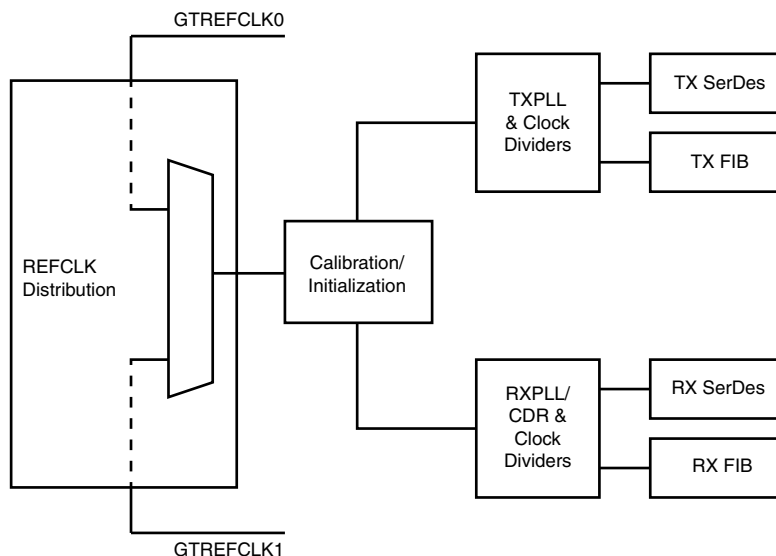 GTREFCLK0
REFCLK
Distribution
Calibration/
Initialization
TXPLL
& Clock
Dividers
TX SerDes
TX FIB
RXPLL/
CDR &
Clock
Dividers
RX SerDes
RX FIB
GTREFCLK1